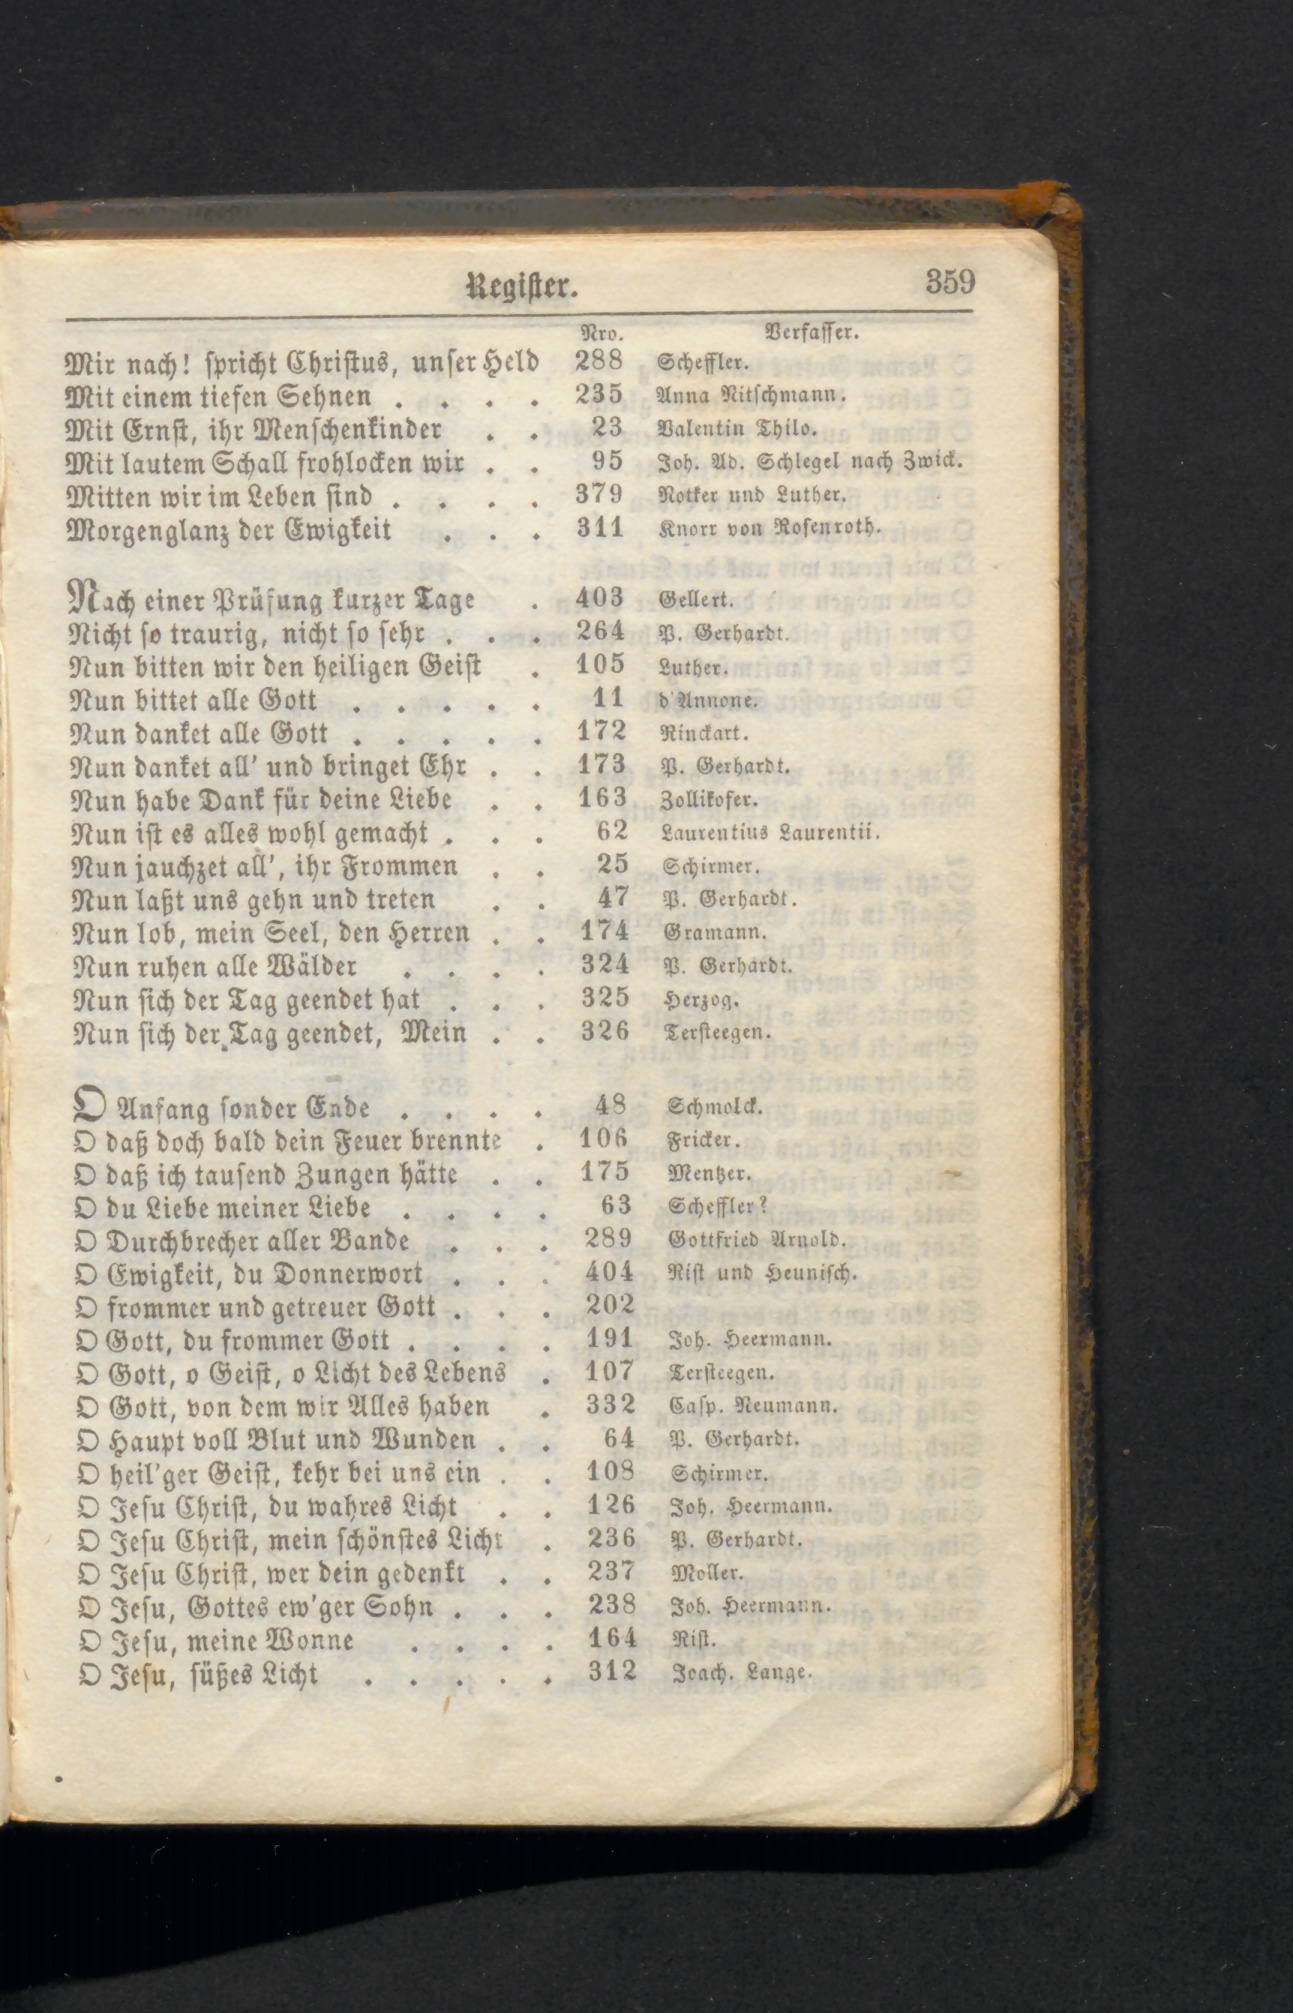 Register. 359
Nro. Verfasser.
Mir nach! spricht Christus, unser Held 288 Scheffler.
Mit einem tiefen Sehnen . . . . 235 Anna Nitschmann.
Mit Ernst, ihr Menschenkinder . . 23 Valentin Thilo.
Mit lautem Schall frohlocken wir . . 95 Joh. Ad. Schlegel nach Zwick.
Mitten wir im Leben sind . . . . 379 Notker und Luther.
Morgenglanz der Ewigkeit . . . 311 Knorr von Rosenroth.
Nach einer Prüfung kurzer Tage . 403 Gellert.
Nicht so traurig, nicht so sehr . . . 264 P. Gerhardt.
Nun bitten wir den heiligen Geist . 105 Luther.
Nun bittet alle Gott . . . . . 11 d'Annone.
Nun danket alle Gott . . . . . 172 Rinckart.
Nun danket all' und bringet Ehr . . 173 P. Gerhardt.
Nun habe Dank für deine Liebe . . 163 Zollikofer.
Nun ist es alles wohl gemacht . . . 62 Laurentius Laurentii.
Nun jauchzet all', ihr Frommen . . 25 Schirmer.
Nun laßt uns gehn und treten . . 47 P. Gerhardt.
Nun lob, mein Seel, den Herren . . 174 Gramann.
Nun ruhen alle Wälder . . . . 324 P. Gerhardt.
Nun sich der Tag geendet hat . . . 325 Herzog.
Nun sich der Tag geendet, Mein . . 326 Tersteegen.
O Anfang sonder Ende . . . . 48 Schmolck.
O daß doch bald dein Feuer brennte . 106 Fricker.
O daß ich tausend Zungen hätte . . 175 Mentzer.
O du Liebe meiner Liebe . . . . 63 Scheffler?
O Durchbrecher aller Bande . . . 289 Gottfried Arnold.
O Ewigkeit, du Donnerwort . . . 404 Rist und Heunisch.
O frommer und getreuer Gott . . . 202
O Gott, du frommer Gott . . . . 191 Joh. Heermann.
O Gott, o Geist, o Licht des Lebens . 107 Tersteegen.
O Gott, von dem wir Alles haben . 332 Casp. Neumann.
O Haupt voll Blut und Wunden . . 64 P. Gerhardt.
O heil'ger Geist, kehr bei uns ein . . 108 Schirmer.
O Jesu Christ, du wahres Licht . . 126 Joh. Heermann.
O Jesu Christ, mein schönstes Licht . 236 P. Gerhardt.
O Jesu Christ, wer dein gedenkt . . 237 Moller.
O Jesu, Gottes ew'ger Sohn . . . 238 Joh. Heermann.
O Jesu, meine Wonne . . . . 164 Rist.
O Jesu, süßes Licht . . . . . 312 Joach. Lange.